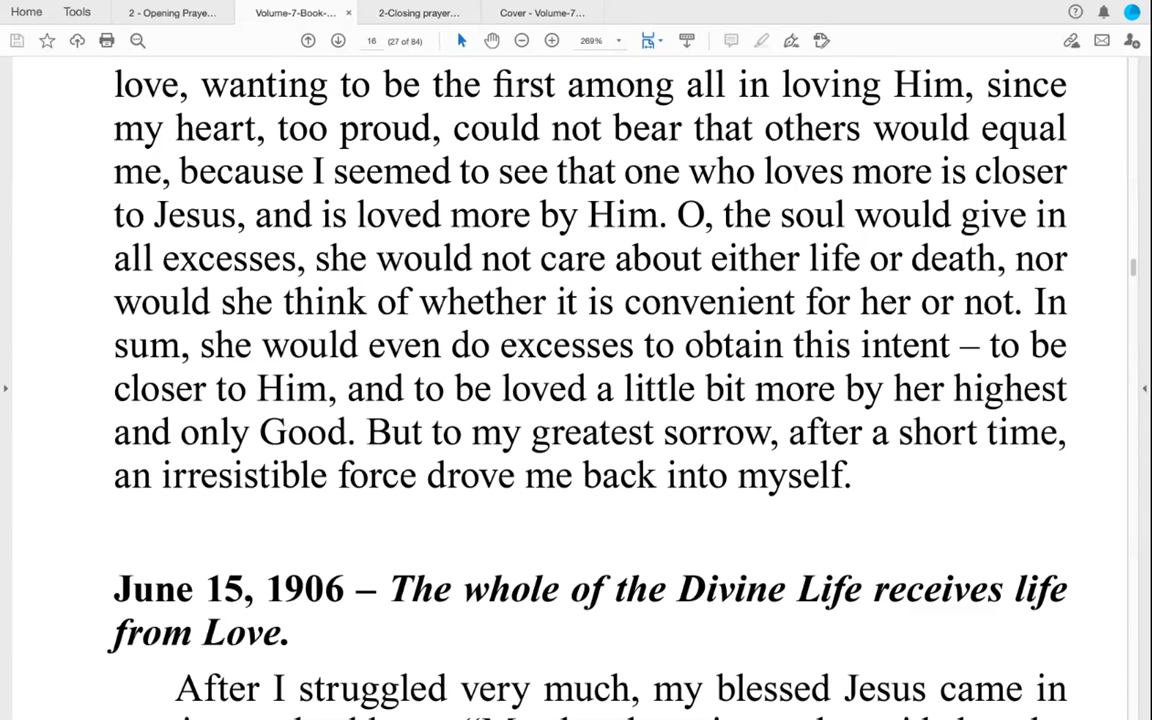 Home Tools 2 - Opening Praye... Volume-7-Book-... × 2-Closing prayer... Cover - Volume-7...
16 (27 of 84) 269%
love, wanting to be the first among all in loving Him, since
my heart, too proud, could not bear that others would equal
me, because I seemed to see that one who loves more is closer
to Jesus, and is loved more by Him. O, the soul would give in
all excesses, she would not care about either life or death, nor
would she think of whether it is convenient for her or not. In
sum, she would even do excesses to obtain this intent – to be
closer to Him, and to be loved a little bit more by her highest
and only Good. But to my greatest sorrow, after a short time,
an irresistible force drove me back into myself.
June 15, 1906 – The whole of the Divine Life receives life
from Love.
After I struggled very much, my blessed Jesus came in